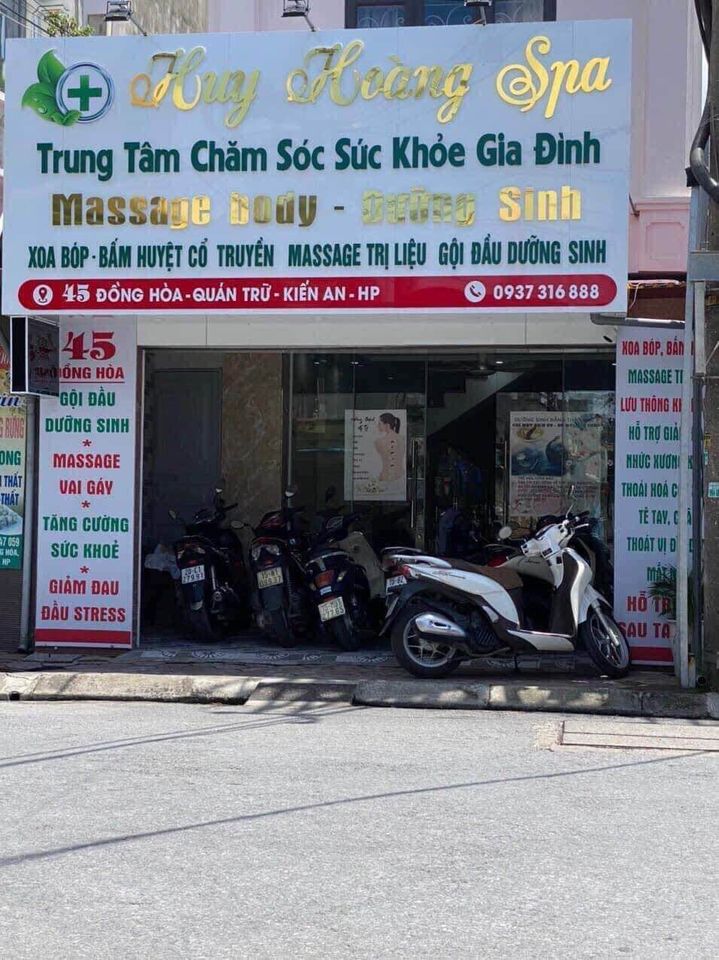 Huy Hoàng Spa
Trung Tâm Chăm Sóc Sức Khỏe Gia Đình
Massage body - Dưỡng Sinh
XOA BÓP - BẤM HUYỆT CỔ TRUYỀN MASSAGE TRỊ LIỆU GỘI ĐẦU DƯỠNG SINH
45 ĐỒNG HÒA - QUÁN TRỮ - KIẾN AN - HP 0937 316 888
45
ĐỒNG HÒA
GỘI ĐẦU
DƯỠNG SINH
*
MASSAGE
VAI GÁY
*
TĂNG CƯỜNG
SỨC KHOẺ
*
GIẢM ĐAU
ĐẦU STRESS
XOA BÓP, BẤM
MASSAGE
LƯU THÔNG
HỖ TRỢ
NHỨC XƯƠNG
THOÁI HOÁ
TÊ TAY,
THOÁT VỊ
HỖ
SAU